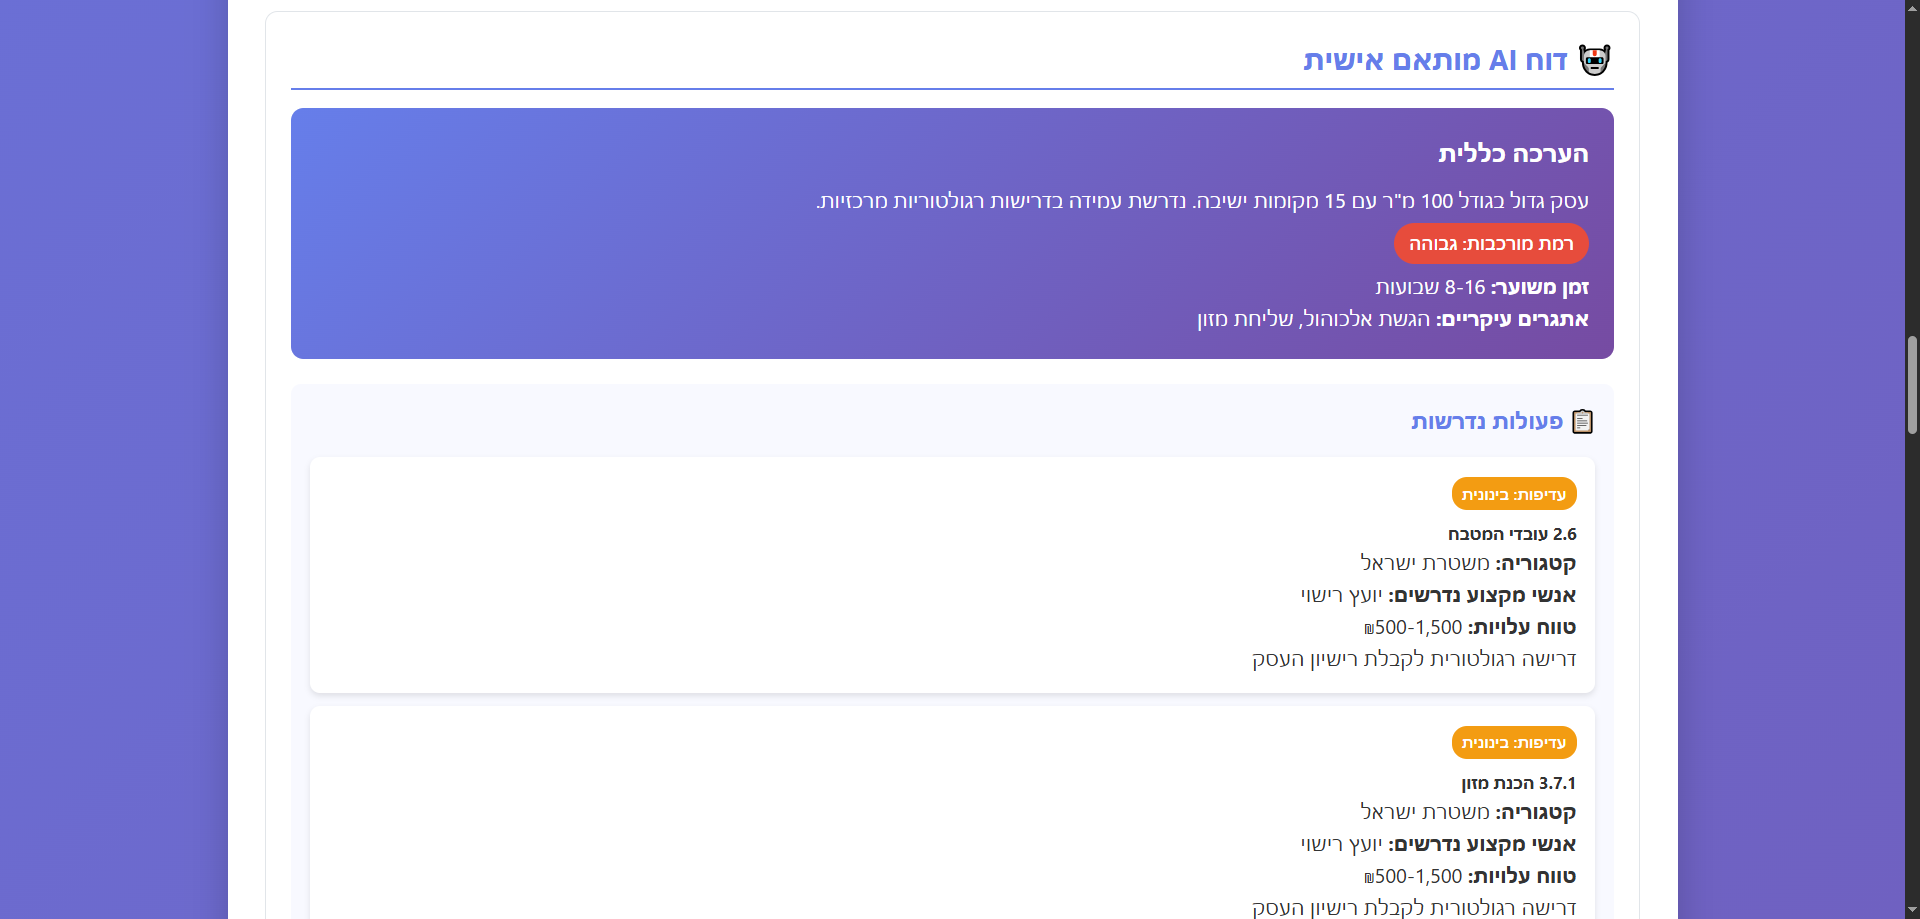 דוח AI מותאם אישית
הערכה כללית
עסק גדול בגודל 100 מ"ר עם 15 מקומות ישיבה. נדרשת עמידה בדרישות רגולטוריות מרכזיות.
רמת מורכבות: גבוהה
זמן משוער: 8-16 שבועות
אתגרים עיקריים: הגשת אלכוהול, שליחת מזון
פעולות נדרשות
עדיפות: בינונית
2.6 עובדי המטבח
קטגוריה: משטרת ישראל
אנשי מקצוע נדרשים: יועץ רישוי
טווח עלויות: 500-1,500₪
דרישה רגולטורית לקבלת רישיון העסק
עדיפות: בינונית
3.7.1 הכנת מזון
קטגוריה: משטרת ישראל
אנשי מקצוע נדרשים: יועץ רישוי
טווח עלויות: 500-1,500₪
דרישה רגולטורית לקבלת רישיון העסק